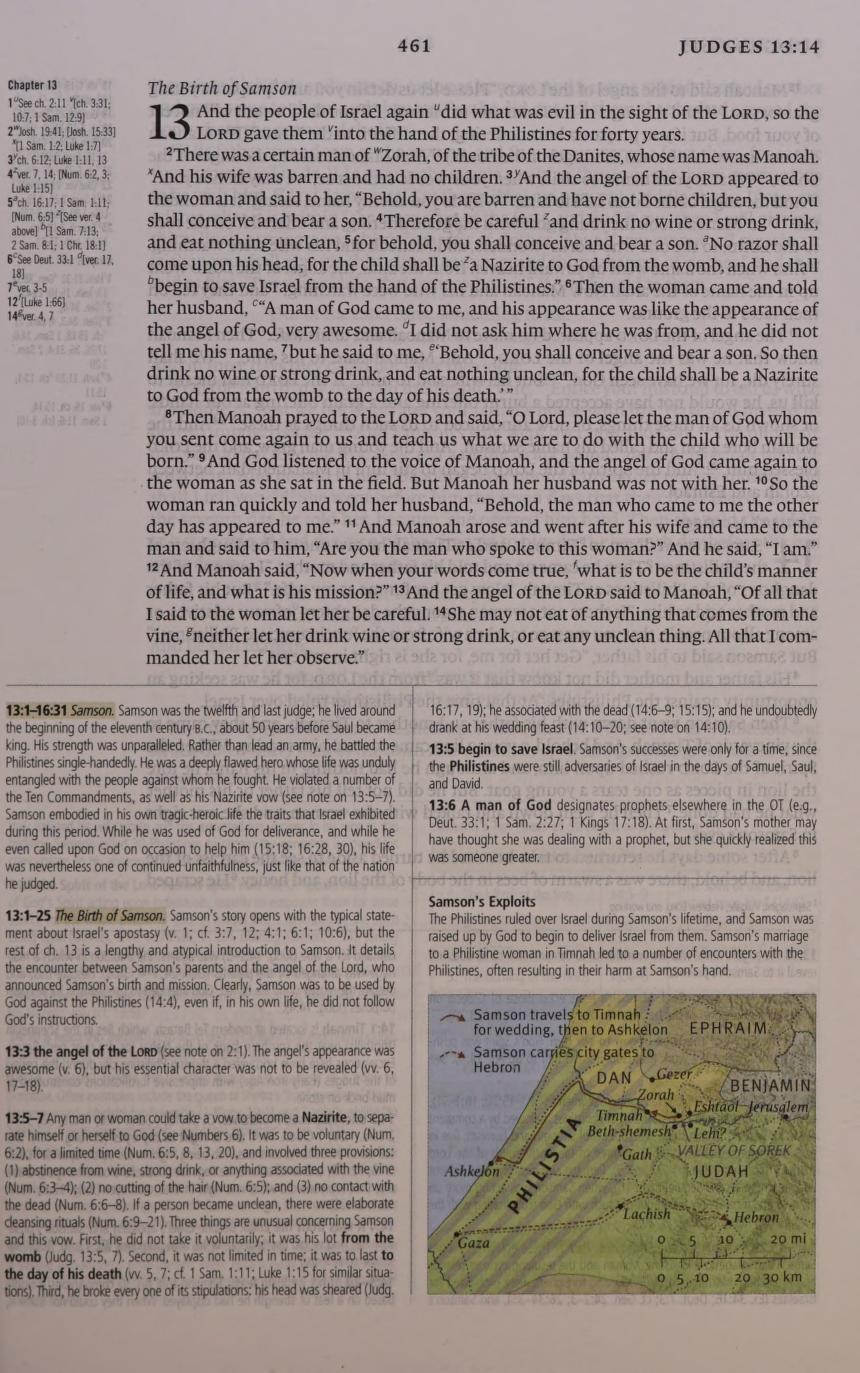 461
JUDGES 13:14
Chapter 13
1ᵘSee ch. 2:11 ᵛ[ch. 3:31;
10:7; 1 Sam. 12:9]
2ʷJosh. 19:41; [Josh. 15:33]
ˣ[1 Sam. 1:2; Luke 1:7]
3ʸch. 6:12; Luke 1:11, 13
4ᶻver. 7, 14; [Num. 6:2, 3;
Luke 1:15]
5ᵃch. 16:17; 1 Sam. 1:11;
[Num. 6:5] ᶻ[See ver. 4
above] ᵇ[1 Sam. 7:13;
2 Sam. 8:1; 1 Chr. 18:1]
6ᶜSee Deut. 33:1 ᵈ[ver. 17,
18]
7ᵉver. 3-5
12ᶠ[Luke 1:66]
14ᵍver. 4, 7
The Birth of Samson
13 And the people of Israel again ᵘdid what was evil in the sight of the LORD, so the
LORD gave them ᵛinto the hand of the Philistines for forty years.
²There was a certain man of ʷZorah, of the tribe of the Danites, whose name was Manoah.
ˣAnd his wife was barren and had no children. ³ʸAnd the angel of the LORD appeared to
the woman and said to her, “Behold, you are barren and have not borne children, but you
shall conceive and bear a son. ⁴Therefore be careful ᶻand drink no wine or strong drink,
and eat nothing unclean, ⁵for behold, you shall conceive and bear a son. ᵃNo razor shall
come upon his head, for the child shall be ᶻa Nazirite to God from the womb, and he shall
ᵇbegin to save Israel from the hand of the Philistines.” ⁶Then the woman came and told
her husband, ᶜ“A man of God came to me, and his appearance was like the appearance of
the angel of God, very awesome. ᵈI did not ask him where he was from, and he did not
tell me his name, ⁷but he said to me, ᵉ‘Behold, you shall conceive and bear a son. So then
drink no wine or strong drink, and eat nothing unclean, for the child shall be a Nazirite
to God from the womb to the day of his death.’ ”
⁸Then Manoah prayed to the LORD and said, “O Lord, please let the man of God whom
you sent come again to us and teach us what we are to do with the child who will be
born.” ⁹And God listened to the voice of Manoah, and the angel of God came again to
the woman as she sat in the field. But Manoah her husband was not with her. ¹⁰So the
woman ran quickly and told her husband, “Behold, the man who came to me the other
day has appeared to me.” ¹¹And Manoah arose and went after his wife and came to the
man and said to him, “Are you the man who spoke to this woman?” And he said, “I am.”
¹²And Manoah said, “Now when your words come true, ᶠwhat is to be the child’s manner
of life, and what is his mission?” ¹³And the angel of the LORD said to Manoah, “Of all that
I said to the woman let her be careful. ¹⁴She may not eat of anything that comes from the
vine, ᵍneither let her drink wine or strong drink, or eat any unclean thing. All that I com-
manded her let her observe.”
13:1–16:31 Samson. Samson was the twelfth and last judge; he lived around
the beginning of the eleventh century B.C., about 50 years before Saul became
king. His strength was unparalleled. Rather than lead an army, he battled the
Philistines single-handedly. He was a deeply flawed hero whose life was unduly
entangled with the people against whom he fought. He violated a number of
the Ten Commandments, as well as his Nazirite vow (see note on 13:5–7).
Samson embodied in his own tragic-heroic life the traits that Israel exhibited
during this period. While he was used of God for deliverance, and while he
even called upon God on occasion to help him (15:18; 16:28, 30), his life
was nevertheless one of continued unfaithfulness, just like that of the nation
he judged.
13:1–25 The Birth of Samson. Samson’s story opens with the typical state-
ment about Israel’s apostasy (v. 1; cf. 3:7, 12; 4:1; 6:1; 10:6), but the
rest of ch. 13 is a lengthy and atypical introduction to Samson. It details
the encounter between Samson’s parents and the angel of the Lord, who
announced Samson’s birth and mission. Clearly, Samson was to be used by
God against the Philistines (14:4), even if, in his own life, he did not follow
God’s instructions.
13:3 the angel of the LORD (see note on 2:1). The angel’s appearance was
awesome (v. 6), but his essential character was not to be revealed (vv. 6,
17–18).
13:5–7 Any man or woman could take a vow to become a Nazirite, to sepa-
rate himself or herself to God (see Numbers 6). It was to be voluntary (Num.
6:2), for a limited time (Num. 6:5, 8, 13, 20), and involved three provisions:
(1) abstinence from wine, strong drink, or anything associated with the vine
(Num. 6:3–4); (2) no cutting of the hair (Num. 6:5); and (3) no contact with
the dead (Num. 6:6–8). If a person became unclean, there were elaborate
cleansing rituals (Num. 6:9–21). Three things are unusual concerning Samson
and this vow. First, he did not take it voluntarily; it was his lot from the
womb (Judg. 13:5, 7). Second, it was not limited in time; it was to last to
the day of his death (vv. 5, 7; cf. 1 Sam. 1:11; Luke 1:15 for similar situa-
tions). Third, he broke every one of its stipulations: his head was sheared (Judg.
16:17, 19); he associated with the dead (14:6–9; 15:15); and he undoubtedly
drank at his wedding feast (14:10–20; see note on 14:10).
13:5 begin to save Israel. Samson’s successes were only for a time, since
the Philistines were still adversaries of Israel in the days of Samuel, Saul,
and David.
13:6 A man of God designates prophets elsewhere in the OT (e.g.,
Deut. 33:1; 1 Sam. 2:27; 1 Kings 17:18). At first, Samson’s mother may
have thought she was dealing with a prophet, but she quickly realized this
was someone greater.
Samson’s Exploits
The Philistines ruled over Israel during Samson’s lifetime, and Samson was
raised up by God to begin to deliver Israel from them. Samson’s marriage
to a Philistine woman in Timnah led to a number of encounters with the
Philistines, often resulting in their harm at Samson’s hand.
Samson travels to Timnah
for wedding, then to Ashkelon
EPHRAIM
Samson carries city gates to
Hebron
DAN
Gezer
BENJAMIN
Zorah
Timnah
Eshtaol
Jerusalem
Beth-shemesh
Lehi?
Gath
VALLEY OF SOREK
Ashkelon
PHILISTIA
JUDAH
Lachish
Hebron
Gaza
0 5 10 20 mi
0 5 10 20 30 km